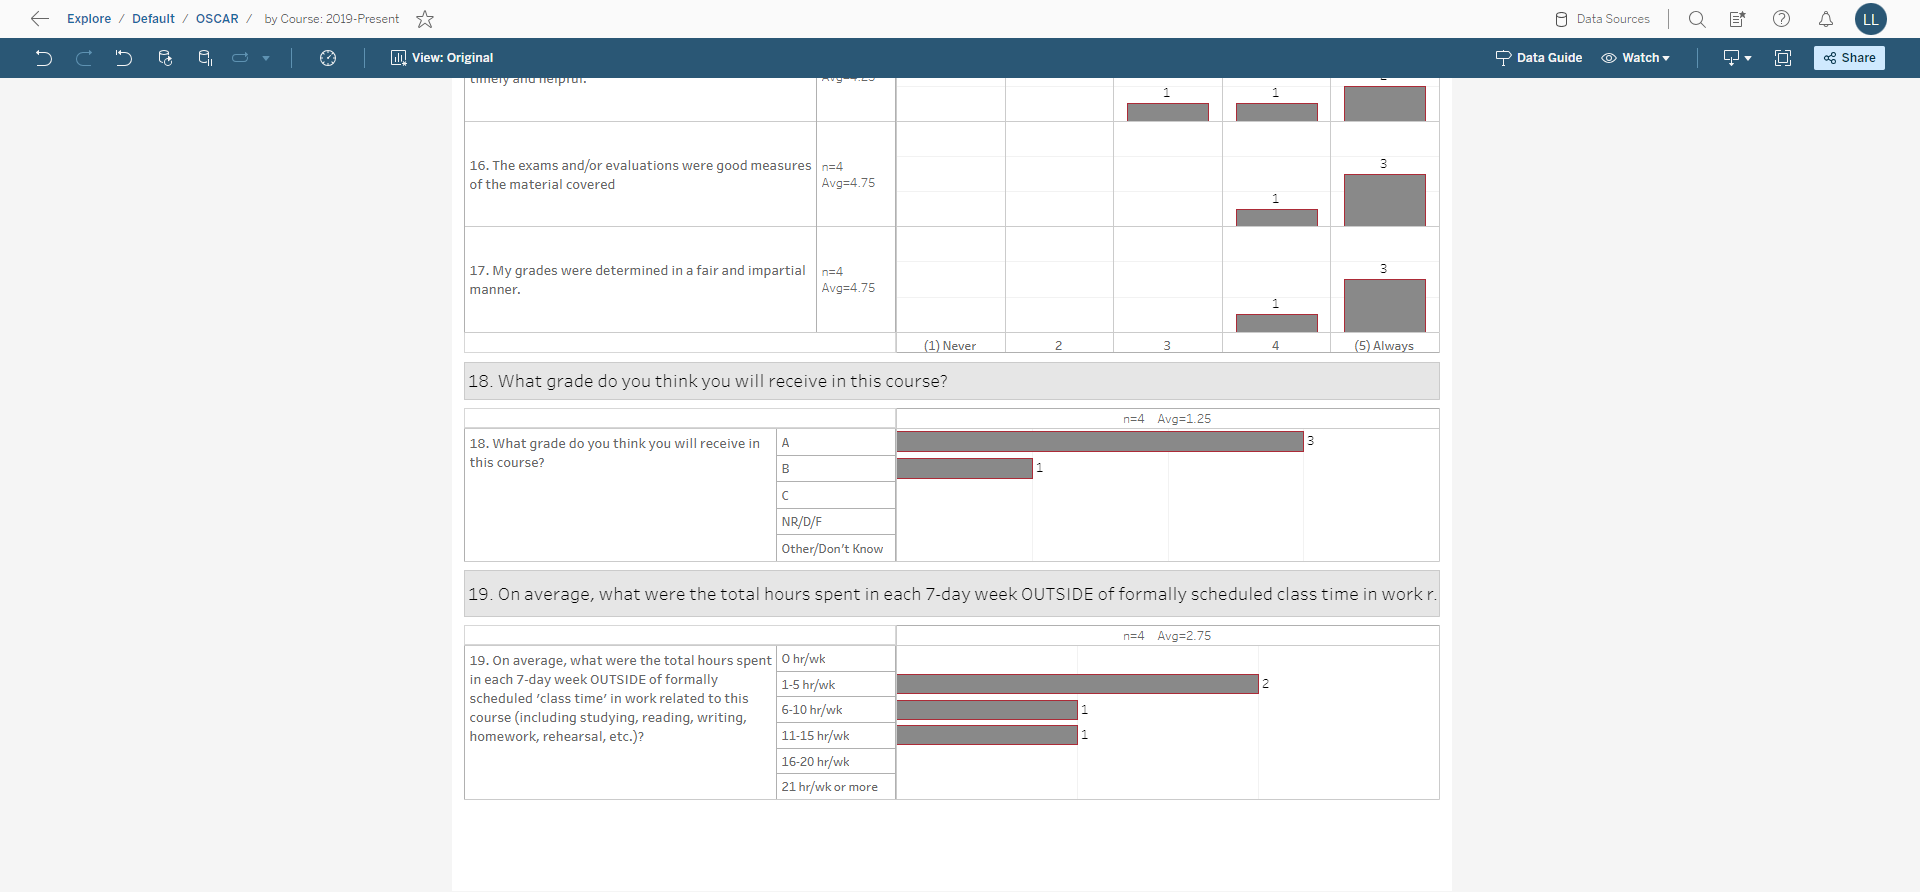 Explore / Default / OSCAR / by Course: 2019-Present
Data Sources
LL
View: Original
Data Guide
Watch
Share
timely and helpful.
Avg=4.25
1
1
2
16. The exams and/or evaluations were good measures
of the material covered
n=4
Avg=4.75
1
3
17. My grades were determined in a fair and impartial
manner.
n=4
Avg=4.75
1
3
(1) Never
2
3
4
(5) Always
18. What grade do you think you will receive in this course?
n=4 Avg=1.25
18. What grade do you think you will receive in
this course?
A
3
B
1
C
NR/D/F
Other/Don't Know
19. On average, what were the total hours spent in each 7-day week OUTSIDE of formally scheduled class time in work r.
n=4 Avg=2.75
19. On average, what were the total hours spent
in each 7-day week OUTSIDE of formally
scheduled ‘class time’ in work related to this
course (including studying, reading, writing,
homework, rehearsal, etc.)?
0 hr/wk
1-5 hr/wk
2
6-10 hr/wk
1
11-15 hr/wk
1
16-20 hr/wk
21 hr/wk or more